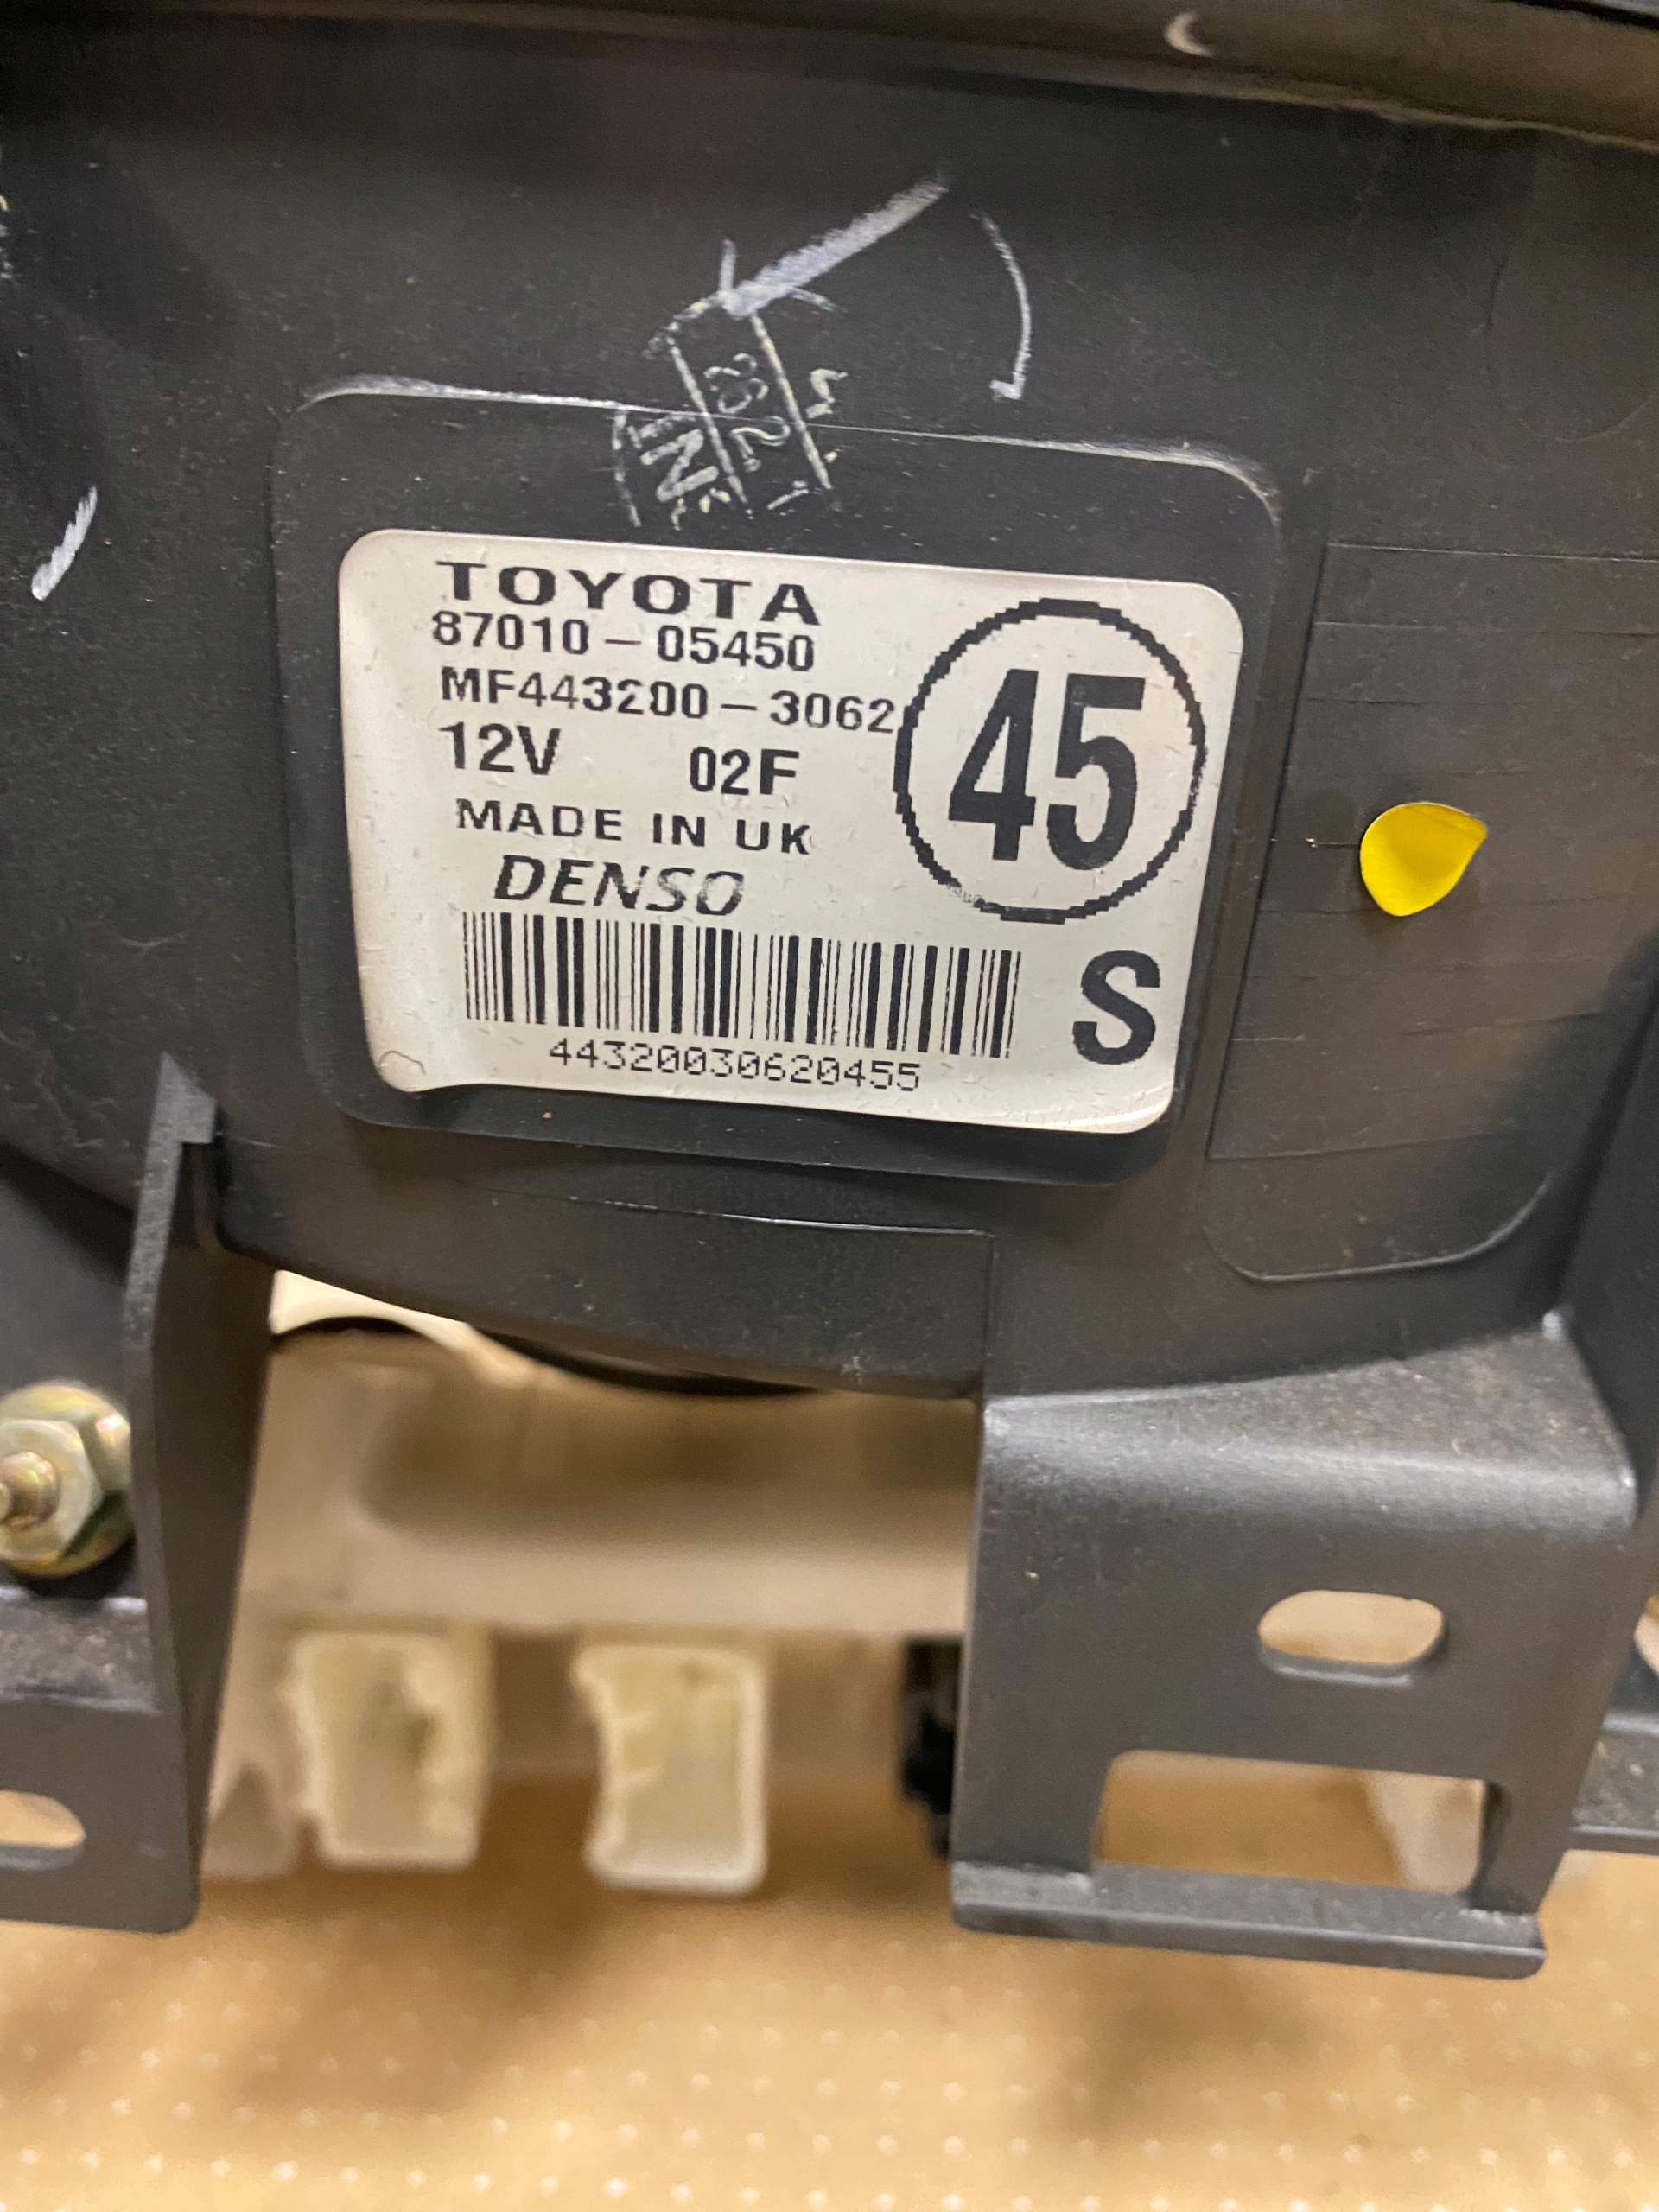 TOYOTA
87010-05450
MF443200-3062
12V 02F
MADE IN UK
DENSO
44320030620455
45
S